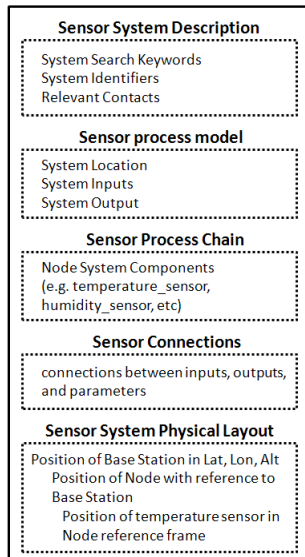 Sensor System Description
System Search Keywords
System Identifiers
Relevant Contacts
Sensor process model
System Location
System Inputs
System Output
Sensor Process Chain
Node System Components
(e.g. temperature_sensor,
humidity_sensor, etc)
Sensor Connections
connections between inputs, outputs,
and parameters
Sensor System Physical Layout
Position of Base Station in Lat, Lon, Alt
Position of Node with reference to
Base Station
Position of temperature sensor in
Node reference frame